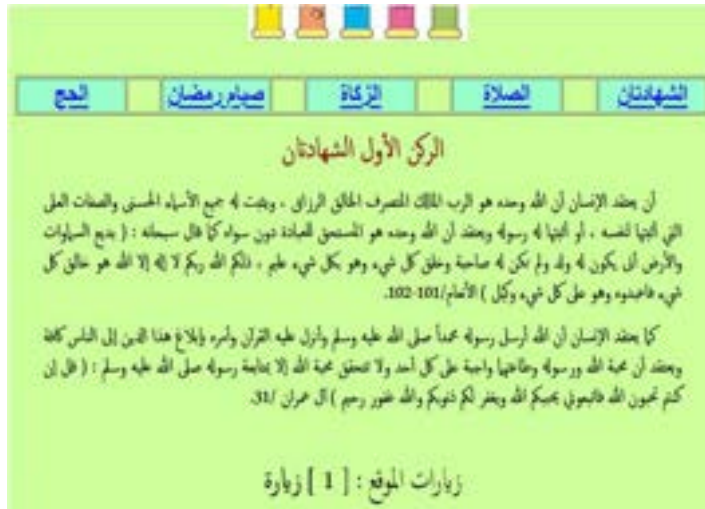 الشهادتان الصلاة الزكاة صيام رمضان الحج
الركن الأول الشهادتان
أن يعتقد الإنسان أن الله وحده هو الرب المالك المتصرف الخالق الرزاق ، ويثبت له جميع الأسماء الحسنى والصفات العلى
التي أثبتها لنفسه ، أو أثبتها له رسوله ويعتقد أن الله وحده هو المستحق للعبادة دون سواه كما قال سبحانه : ( بديع السماوات
والأرض أنى يكون له ولد ولم تكن له صاحبة وخلق كل شيء وهو بكل شيء عليم ، ذلكم الله ربكم لا إله إلا الله هو خالق كل
شيء فاعبدوه وهو على كل شيء وكيل ) الأنعام/101-102.
كما يعتقد الإنسان أن الله أرسل رسوله محمداً صلى الله عليه وسلم وأنزل عليه القرآن وأمره بإبلاغ هذا الدين إلى الناس كافة
ويعتقد أن محبة الله ورسوله وطاعتها واجبة على كل أحد ولا تتحقق محبة الله إلا بمتابعة رسوله صلى الله عليه وسلم : ( قل إن
كنتم تحبون الله فاتبعوني يحببكم الله ويغفر لكم ذنوبكم والله غفور رحيم ) آل عمران /31.
زيارات الموقع : [ 1 ] زيارة